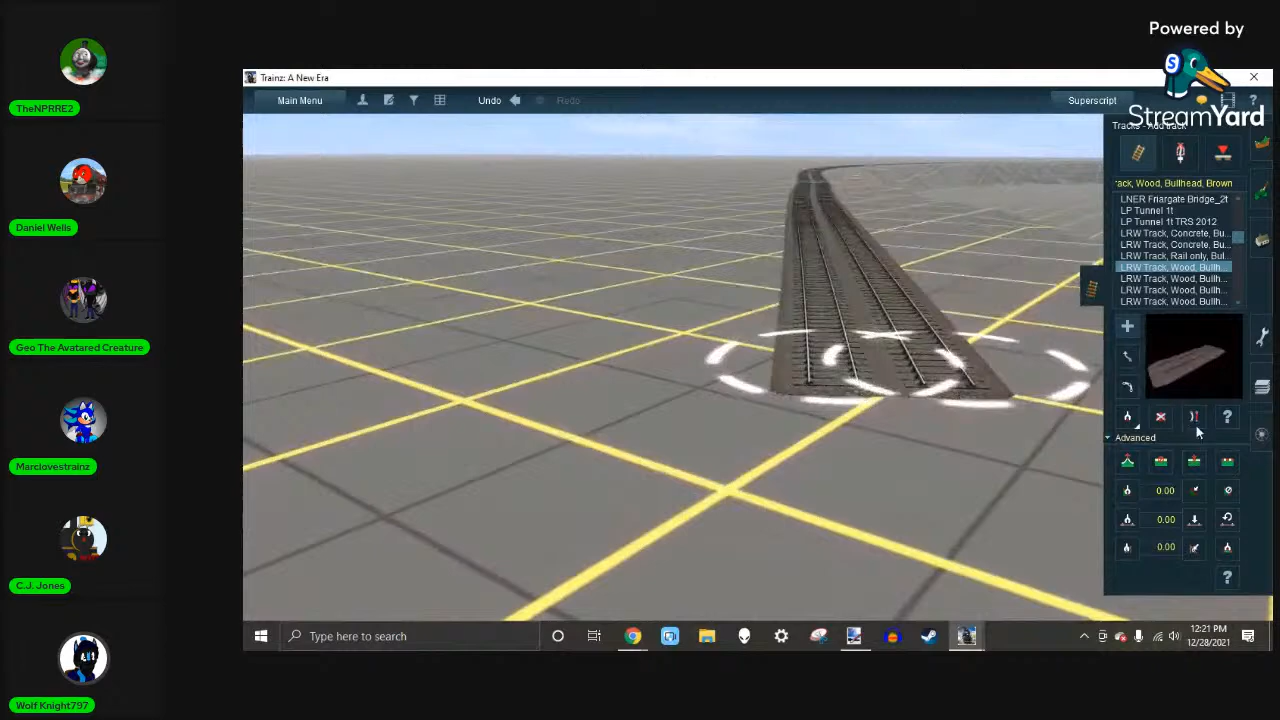 Powered by
S
StreamYard
TheNPRRE2
Daniel Wells
Geo The Avatared Creature
Marclovestrainz
C.J. Jones
Wolf Knight797
Trainz: A New Era
Main Menu
Undo
Redo
Superscript
?
Tracks - Add track
rack, Wood, Bullhead, Brown
LNER Friargate Bridge_2t
LP Tunnel 1t
LP Tunnel 1t TRS 2012
LRW Track, Concrete, Bu...
LRW Track, Concrete, Bu...
LRW Track, Rail only, Bul...
LRW Track, Wood, Bullh...
LRW Track, Wood, Bullh...
LRW Track, Wood, Bullh...
LRW Track, Wood, Bullh...
?
Advanced
0.00
0.00
0.00
?
Type here to search
12:21 PM
12/28/2021